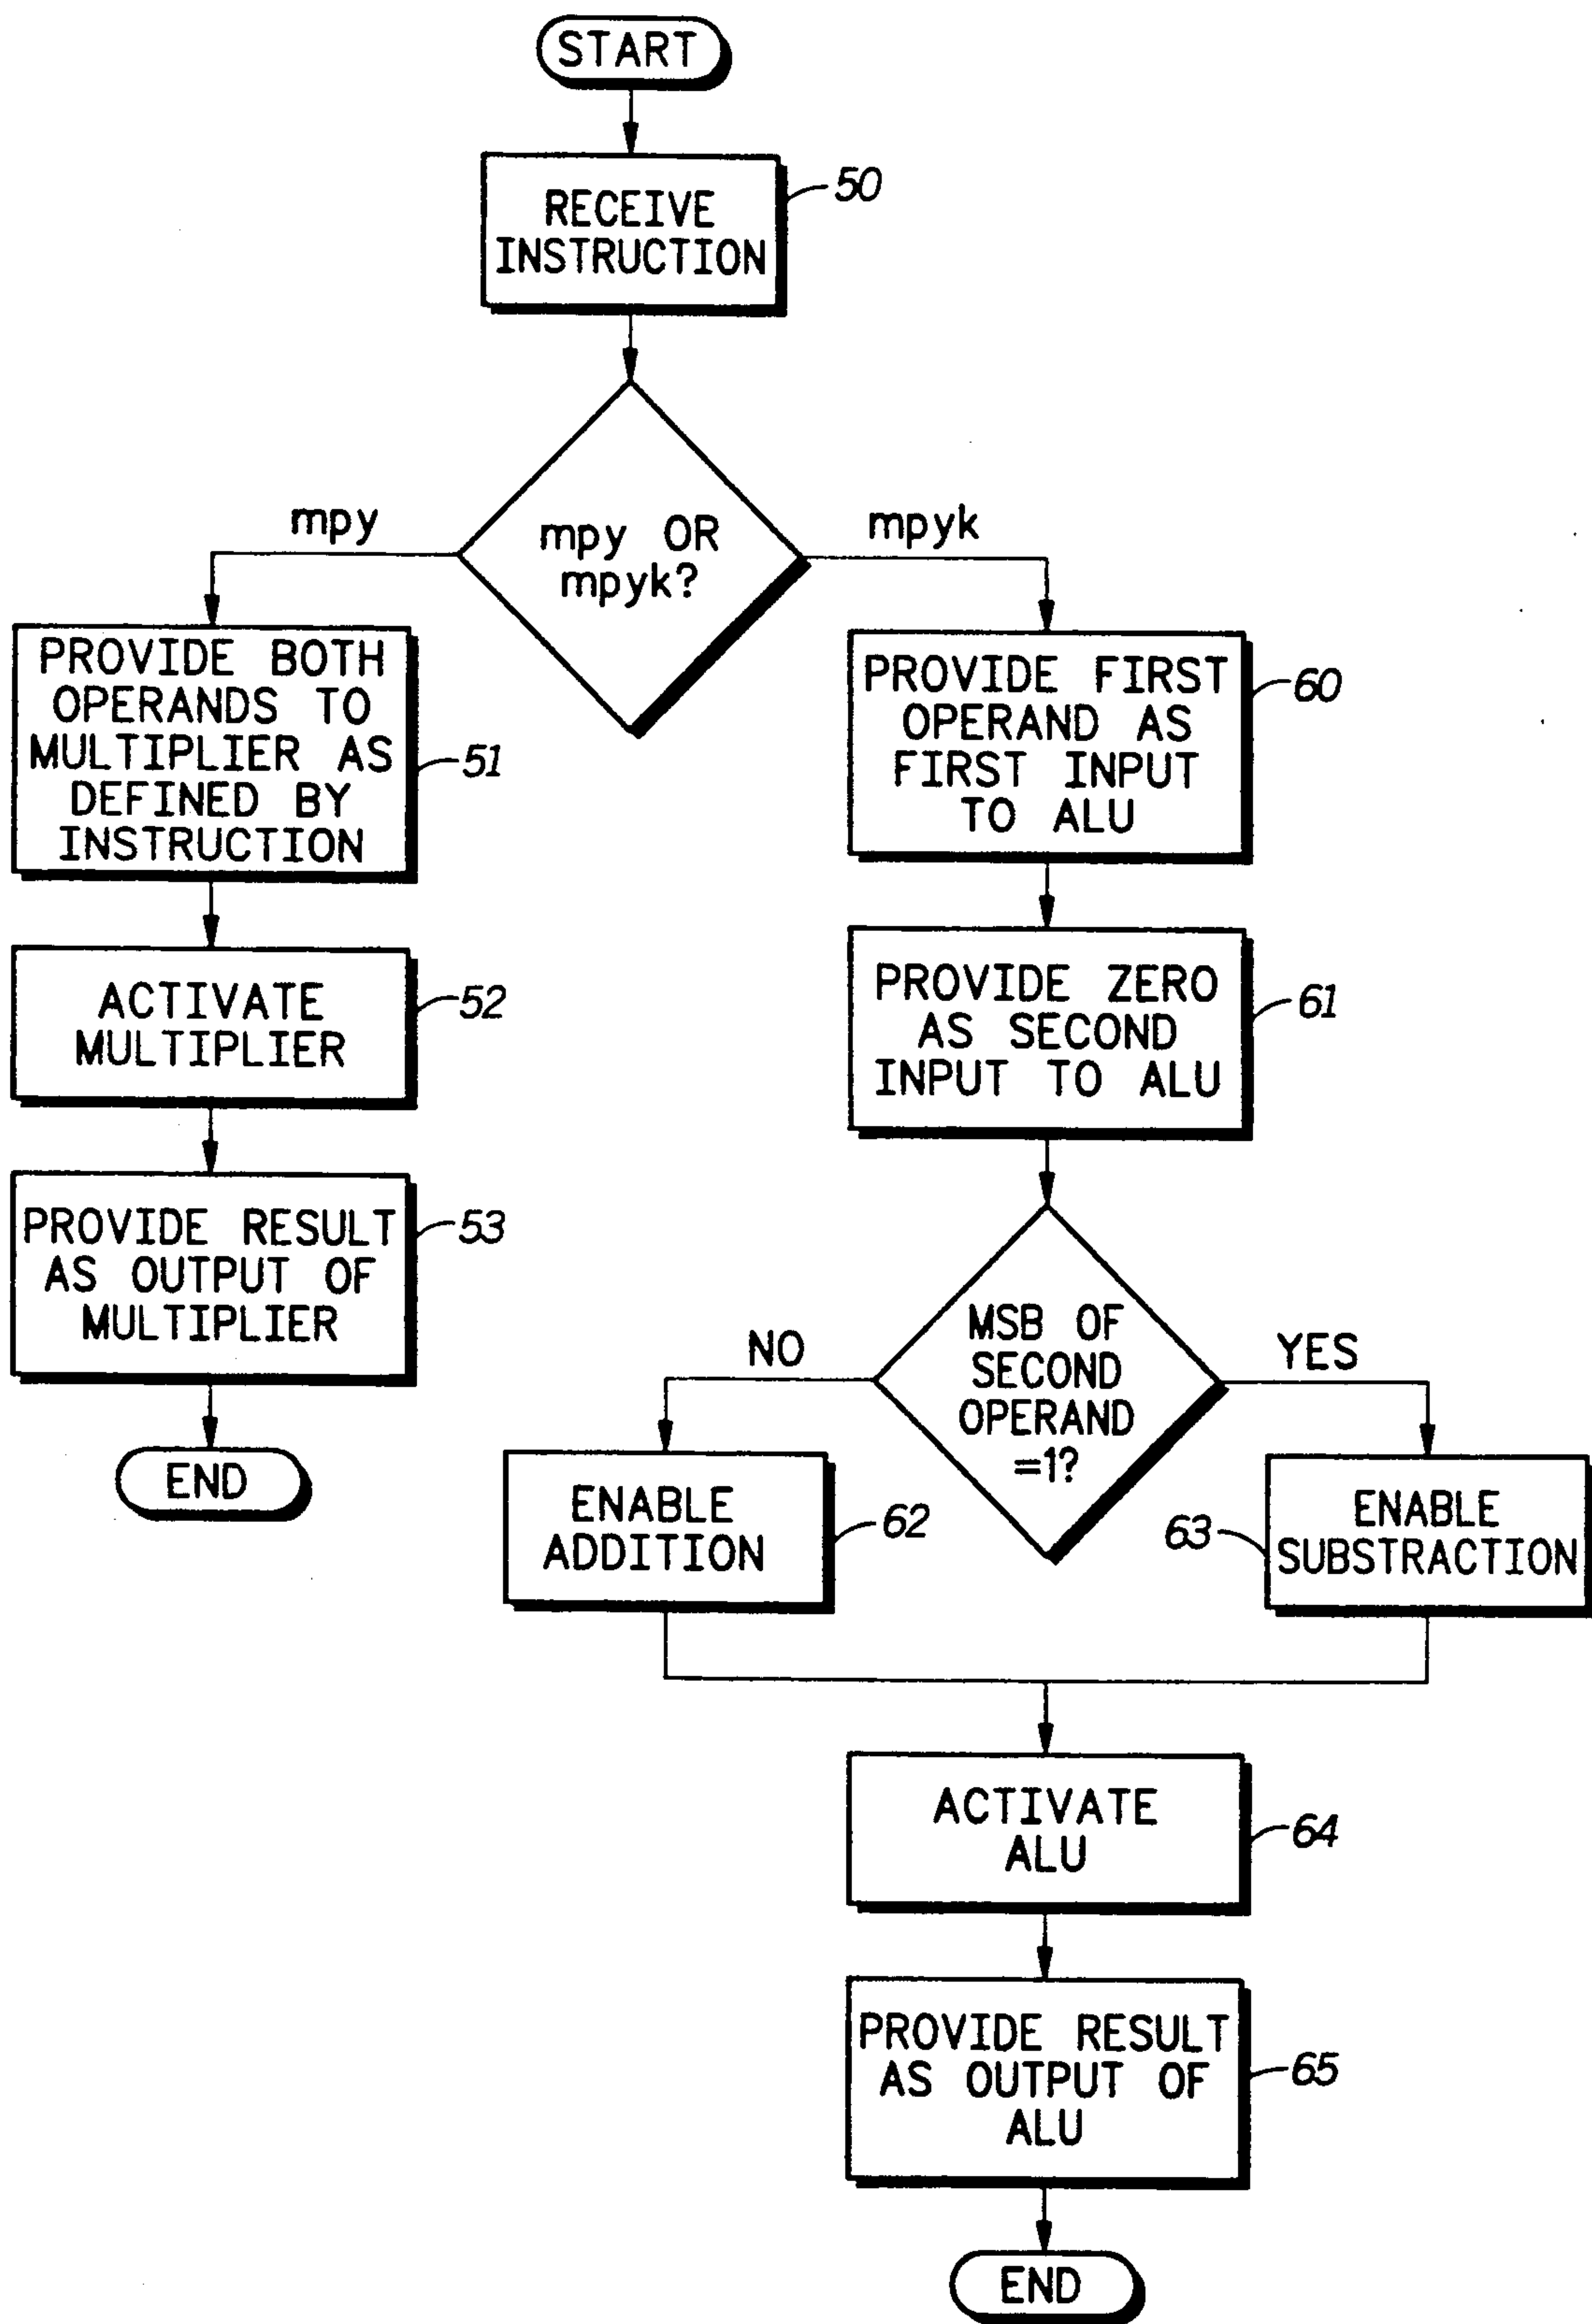 START
RECEIVE
INSTRUCTION
50
mpy OR
mpyk?
mpy
mpyk
PROVIDE BOTH
OPERANDS TO
MULTIPLIER AS
DEFINED BY
INSTRUCTION
51
ACTIVATE
MULTIPLIER
52
PROVIDE RESULT
AS OUTPUT OF
MULTIPLIER
53
END
PROVIDE FIRST
OPERAND AS
FIRST INPUT
TO ALU
60
PROVIDE ZERO
AS SECOND
INPUT TO ALU
61
MSB OF
SECOND
OPERAND
=1?
NO
YES
ENABLE
ADDITION
62
63
ENABLE
SUBSTRACTION
ACTIVATE
ALU
64
PROVIDE RESULT
AS OUTPUT OF
ALU
65
END